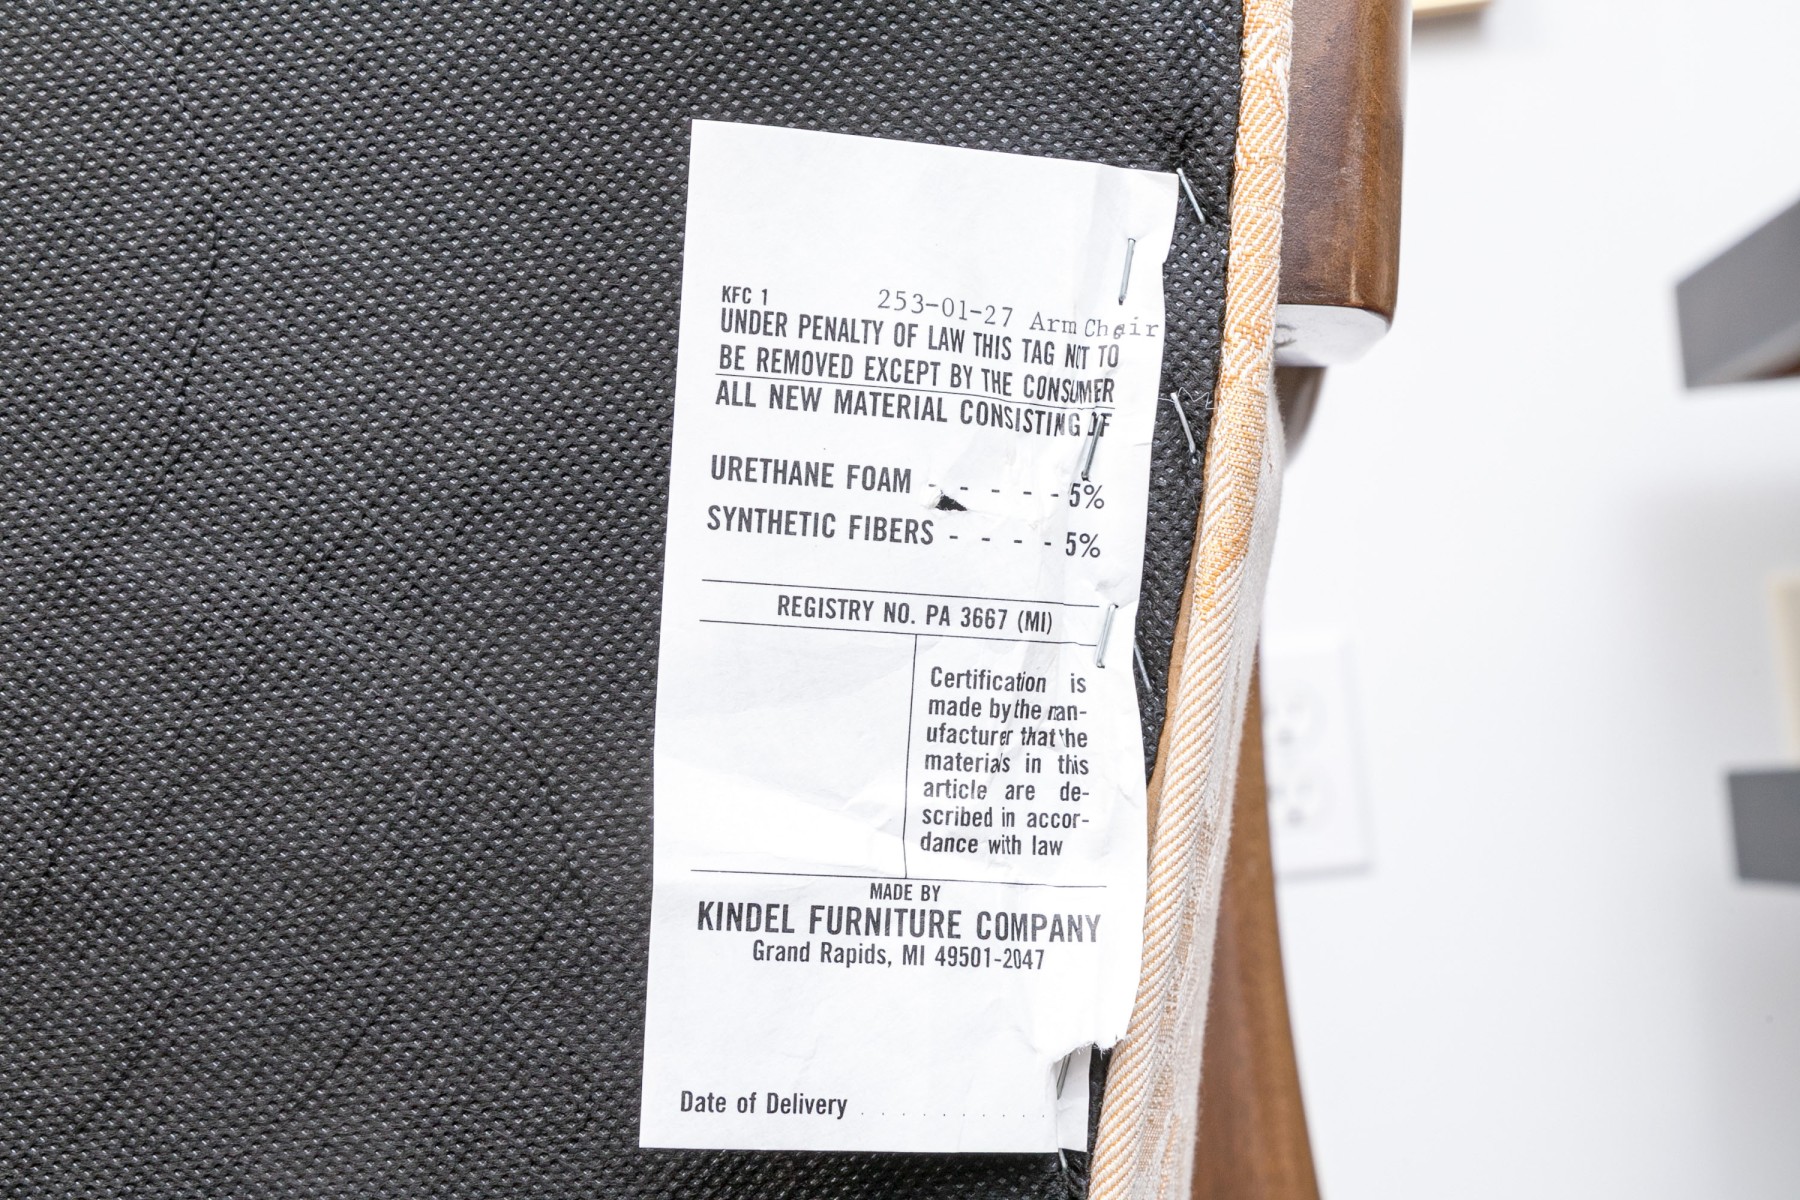 KFC 1 253-01-27 Arm Chair
UNDER PENALTY OF LAW THIS TAG NOT TO
BE REMOVED EXCEPT BY THE CONSUMER
ALL NEW MATERIAL CONSISTING OF
URETHANE FOAM - - - - - 5%
SYNTHETIC FIBERS - - - - 5%
REGISTRY NO. PA 3667 (MI)
Certification is
made by the man-
ufacturer that the
materials in this
article are de-
scribed in accor-
dance with law
MADE BY
KINDEL FURNITURE COMPANY
Grand Rapids, MI 49501-2047
Date of Delivery . . . . . . . . . .